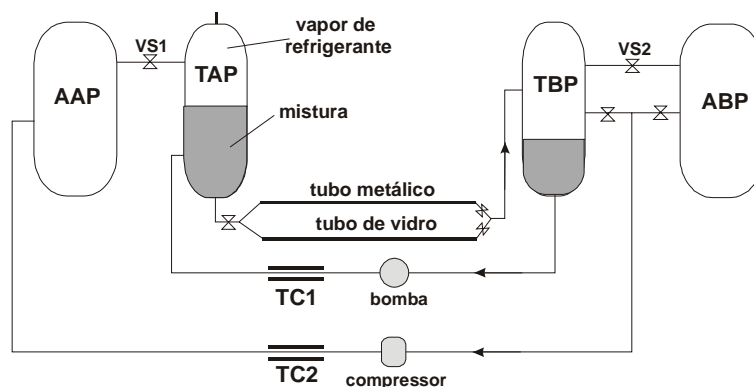 VS1
vapor de
refrigerante
VS2
AAP
TAP
TBP
ABP
mistura
tubo metálico
tubo de vidro
TC1
bomba
TC2
compressor